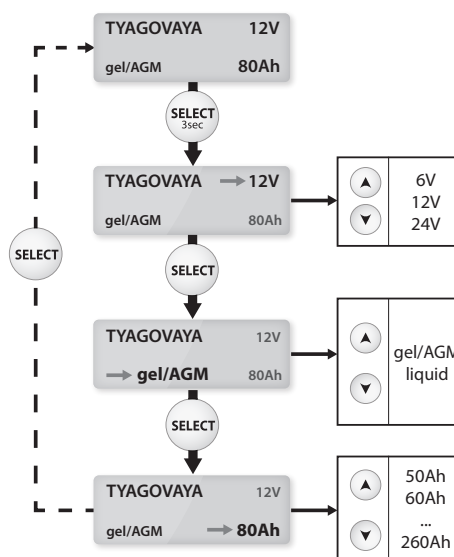 TYAGOVAYA 12V
gel/AGM 80Ah
SELECT
3sec
TYAGOVAYA 12V
gel/AGM 80Ah
6V
12V
24V
SELECT
SELECT
TYAGOVAYA 12V
gel/AGM 80Ah
gel/AGM
liquid
SELECT
TYAGOVAYA 12V
gel/AGM 80Ah
50Ah
60Ah
...
260Ah